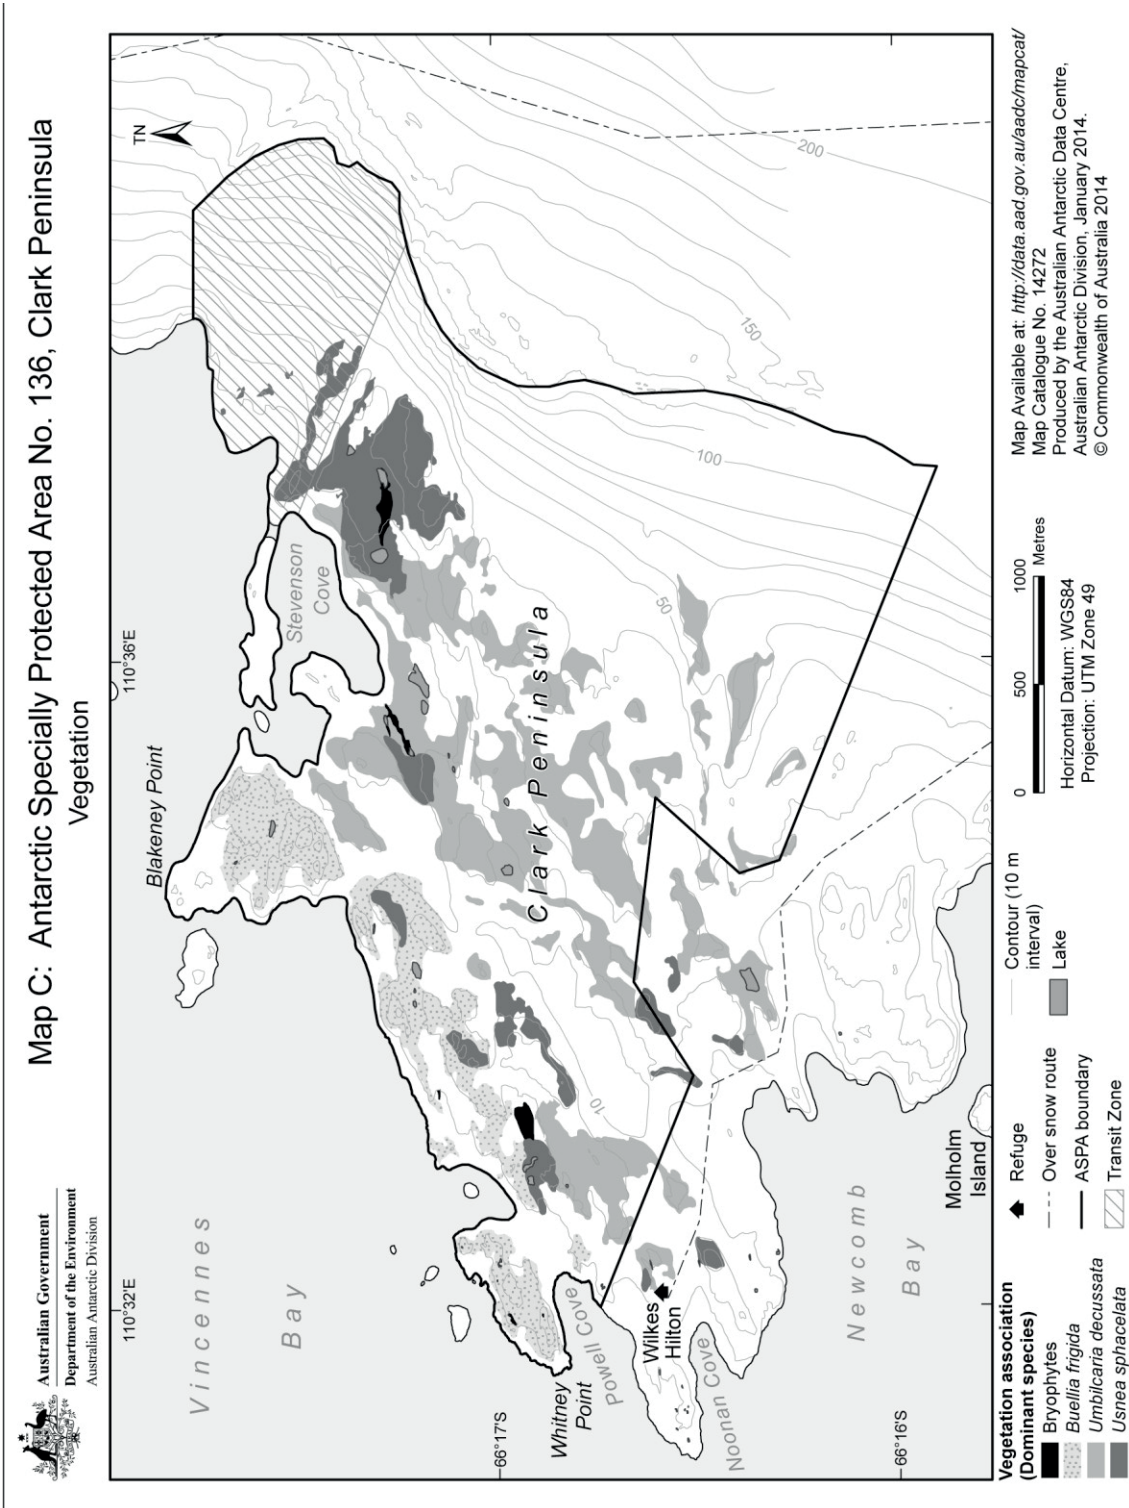 Australian Government
Department of the Environment
Australian Antarctic Division
Map C: Antarctic Specially Protected Area No. 136, Clark Peninsula
Vegetation
110°32'E
110°36'E
TN
Vincennes
Bay
Blakeney Point
Stevenson
Cove
Clark Peninsula
Whitney
Point
Powell Cove
Wilkes
Hilton
Noonan Cove
Newcomb
Bay
Molholm
Island
66°17'S
66°16'S
10
50
100
150
200
Vegetation association
(Dominant species)
Bryophytes
Buellia frigida
Umbilcaria decussata
Usnea sphacelata
Refuge
Over snow route
ASPA boundary
Transit Zone
Contour (10 m
interval)
Lake
0
500
1000
Metres
Horizontal Datum: WGS84
Projection: UTM Zone 49
Map Available at: http://data.aad.gov.au/aadc/mapcat/
Map Catalogue No. 14272
Produced by the Australian Antarctic Data Centre,
Australian Antarctic Division, January 2014.
© Commonwealth of Australia 2014